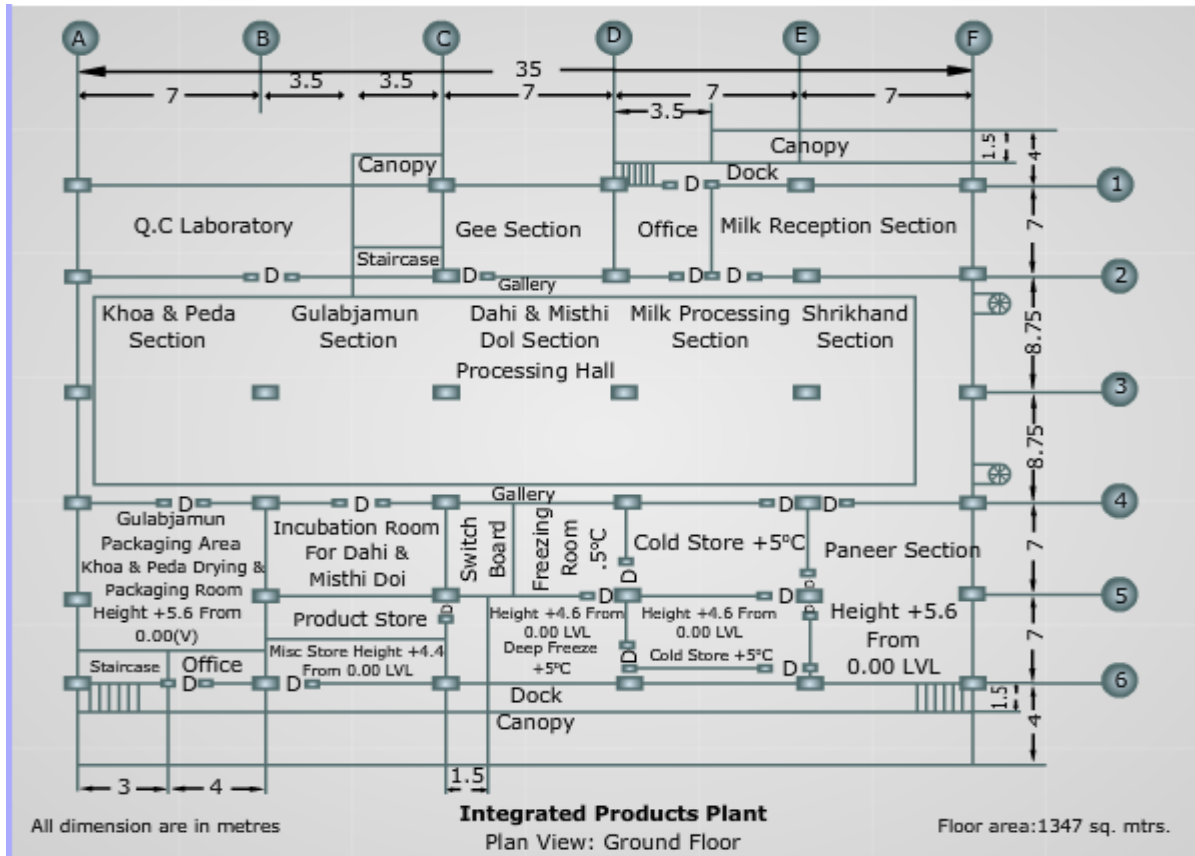 A B C D E F
35
7 3.5 3.5 7 7 7
3.5
Canopy
1.5
4
Canopy
Dock
D
1
Q.C Laboratory
Gee Section
Office
Milk Reception Section
7
Staircase
D D D D
2
Gallery
Khoa & Peda
Section
Gulabjamun
Section
Dahi & Misthi
Dol Section
Milk Processing
Section
Shrikhand
Section
8.75
Processing Hall
3
8.75
Gallery
D D D D
4
Gulabjamun
Packaging Area
Khoa & Peda Drying &
Packaging Room
Height +5.6 From
0.00(V)
Incubation Room
For Dahi &
Misthi Doi
Switch
Board
Freezing
Room
.5°C
Cold Store +5°C
Paneer Section
7
D
D
D D
5
Product Store
D
Height +4.6 From
0.00 LVL
Deep Freeze
+5°C
Height +4.6 From
0.00 LVL
Cold Store +5°C
Height +5.6
From
0.00 LVL
7
Misc Store Height +4.4
From 0.00 LVL
Staircase
Office
D
D
D D
6
Dock
Canopy
1.5
4
3 4 1.5
All dimension are in metres
Integrated Products Plant
Plan View: Ground Floor
Floor area:1347 sq. mtrs.